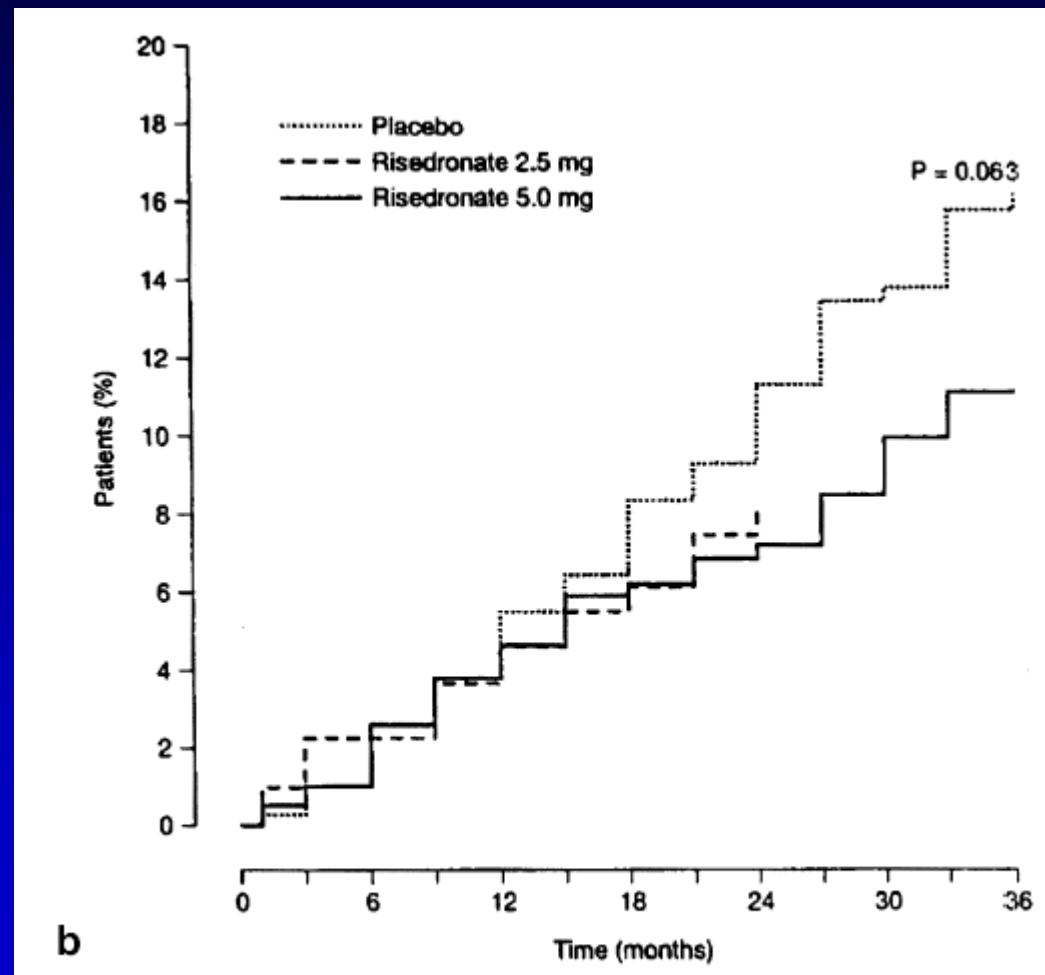 20
18
16
14
12
10
8
6
4
2
0
Patients (%)
Placebo
Risedronate 2.5 mg
Risedronate 5.0 mg
P = 0.063
0 6 12 18 24 30 36
Time (months)
b